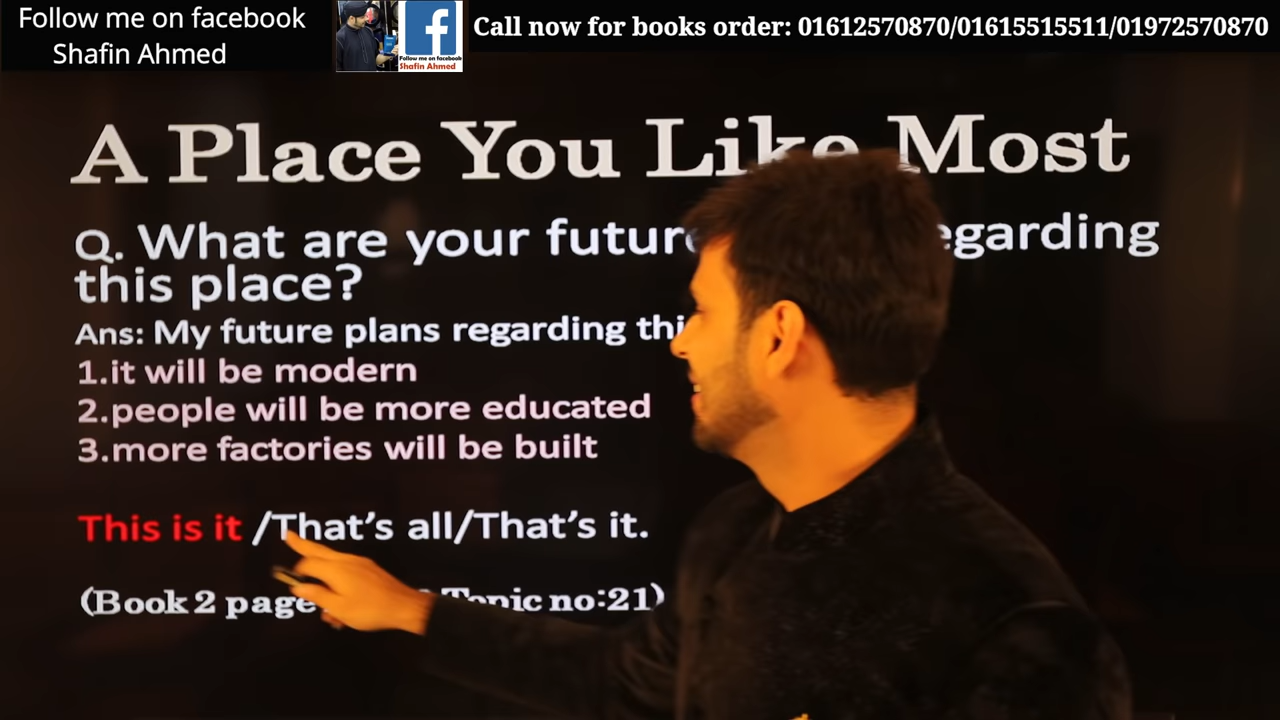 Follow me on facebook
Shafin Ahmed
Follow me on facebook
Shafin Ahmed
Call now for books order: 01612570870/01615515511/01972570870
A Place You Like Most
Q. What are your egarding
this place?
Ans: My future plans regarding
1.it will be modern
2.people will be more educated
3.more factories will be built
This is it /That's all/That's it.
(Book 2 page Topic no:21)